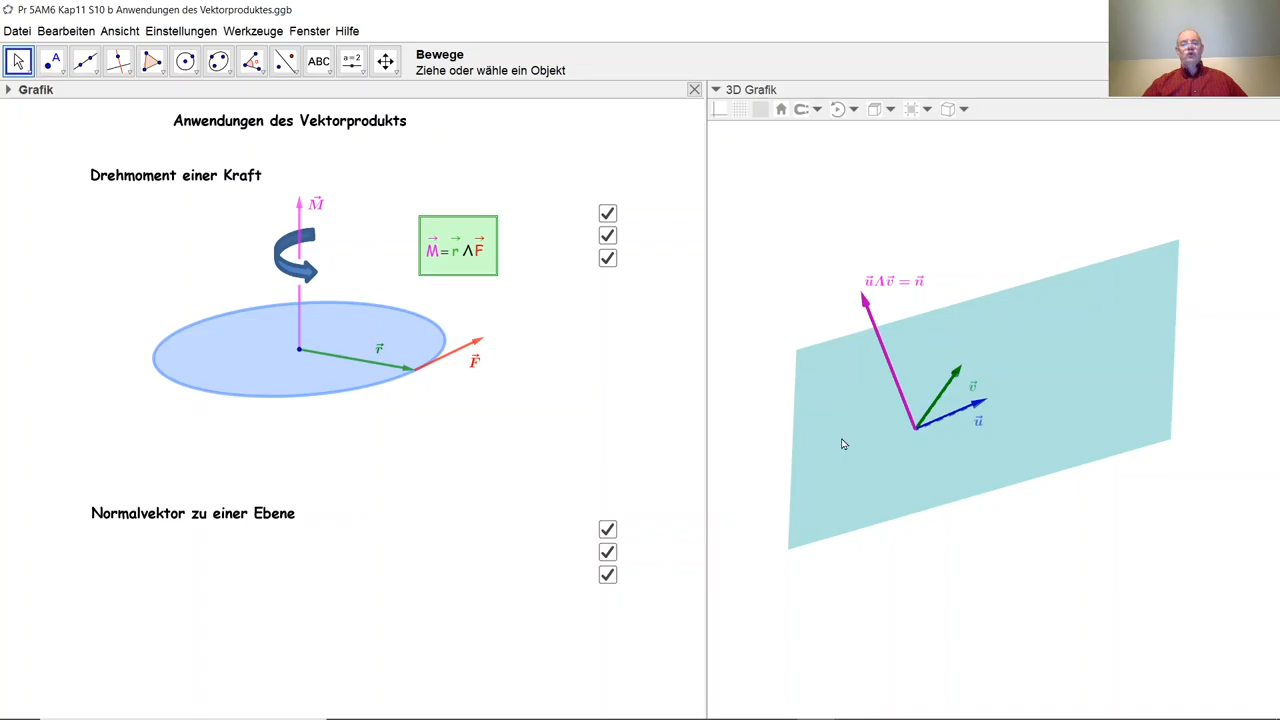 Pr 5AM6 Kap11 S10 b Anwendungen des Vektorproduktes.ggb
Datei Bearbeiten Ansicht Einstellungen Werkzeuge Fenster Hilfe
A
ABC
a=2
Bewege
Ziehe oder wähle ein Objekt
Grafik
3D Grafik
Anwendungen des Vektorprodukts
Drehmoment einer Kraft
M⃗
M⃗=r⃗ ∧F⃗
r⃗
F⃗
u⃗Λv⃗ = n⃗
v⃗
u⃗
Normalvektor zu einer Ebene